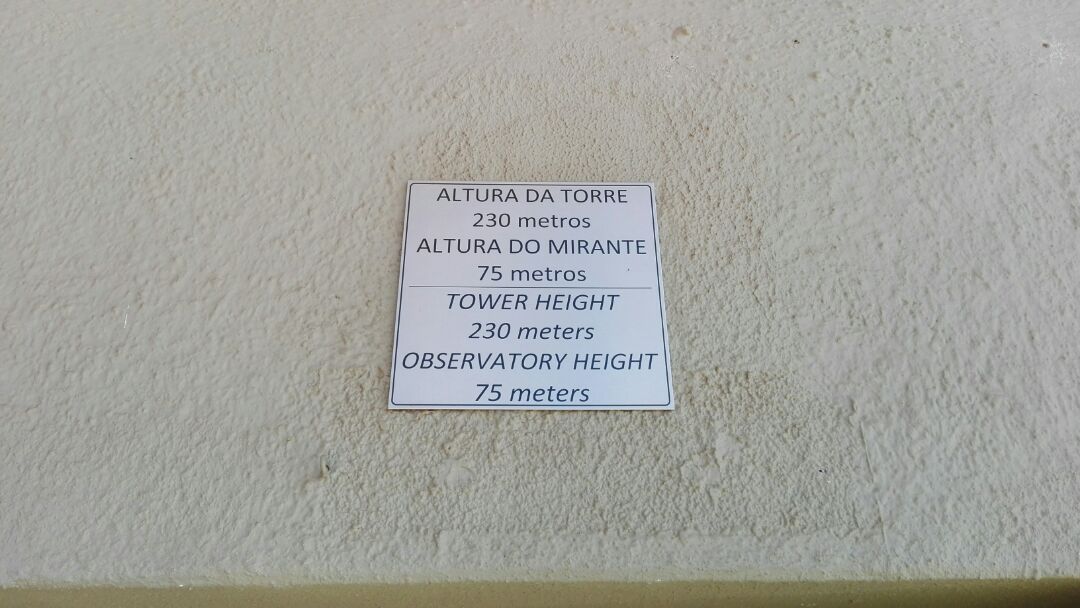 ALTURA DA TORRE
230 metros
ALTURA DO MIRANTE
75 metros
TOWER HEIGHT
230 meters
OBSERVATORY HEIGHT
75 meters